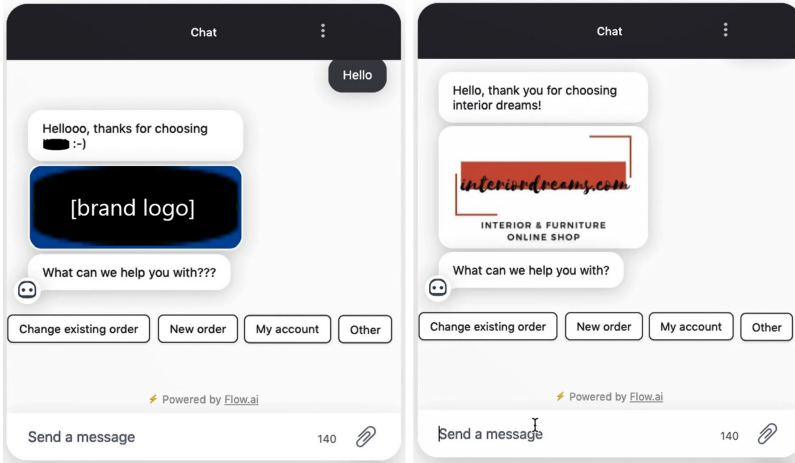 Chat
Hello
Hellooo, thanks for choosing
:-)
[brand logo]
What can we help you with???
Change existing order
New order
My account
Other
Powered by Flow.ai
Send a message
140
Chat
Hello, thank you for choosing
interior dreams!
interiordreams.com
INTERIOR & FURNITURE
ONLINE SHOP
What can we help you with?
Change existing order
New order
My account
Other
Powered by Flow.ai
Send a message
140